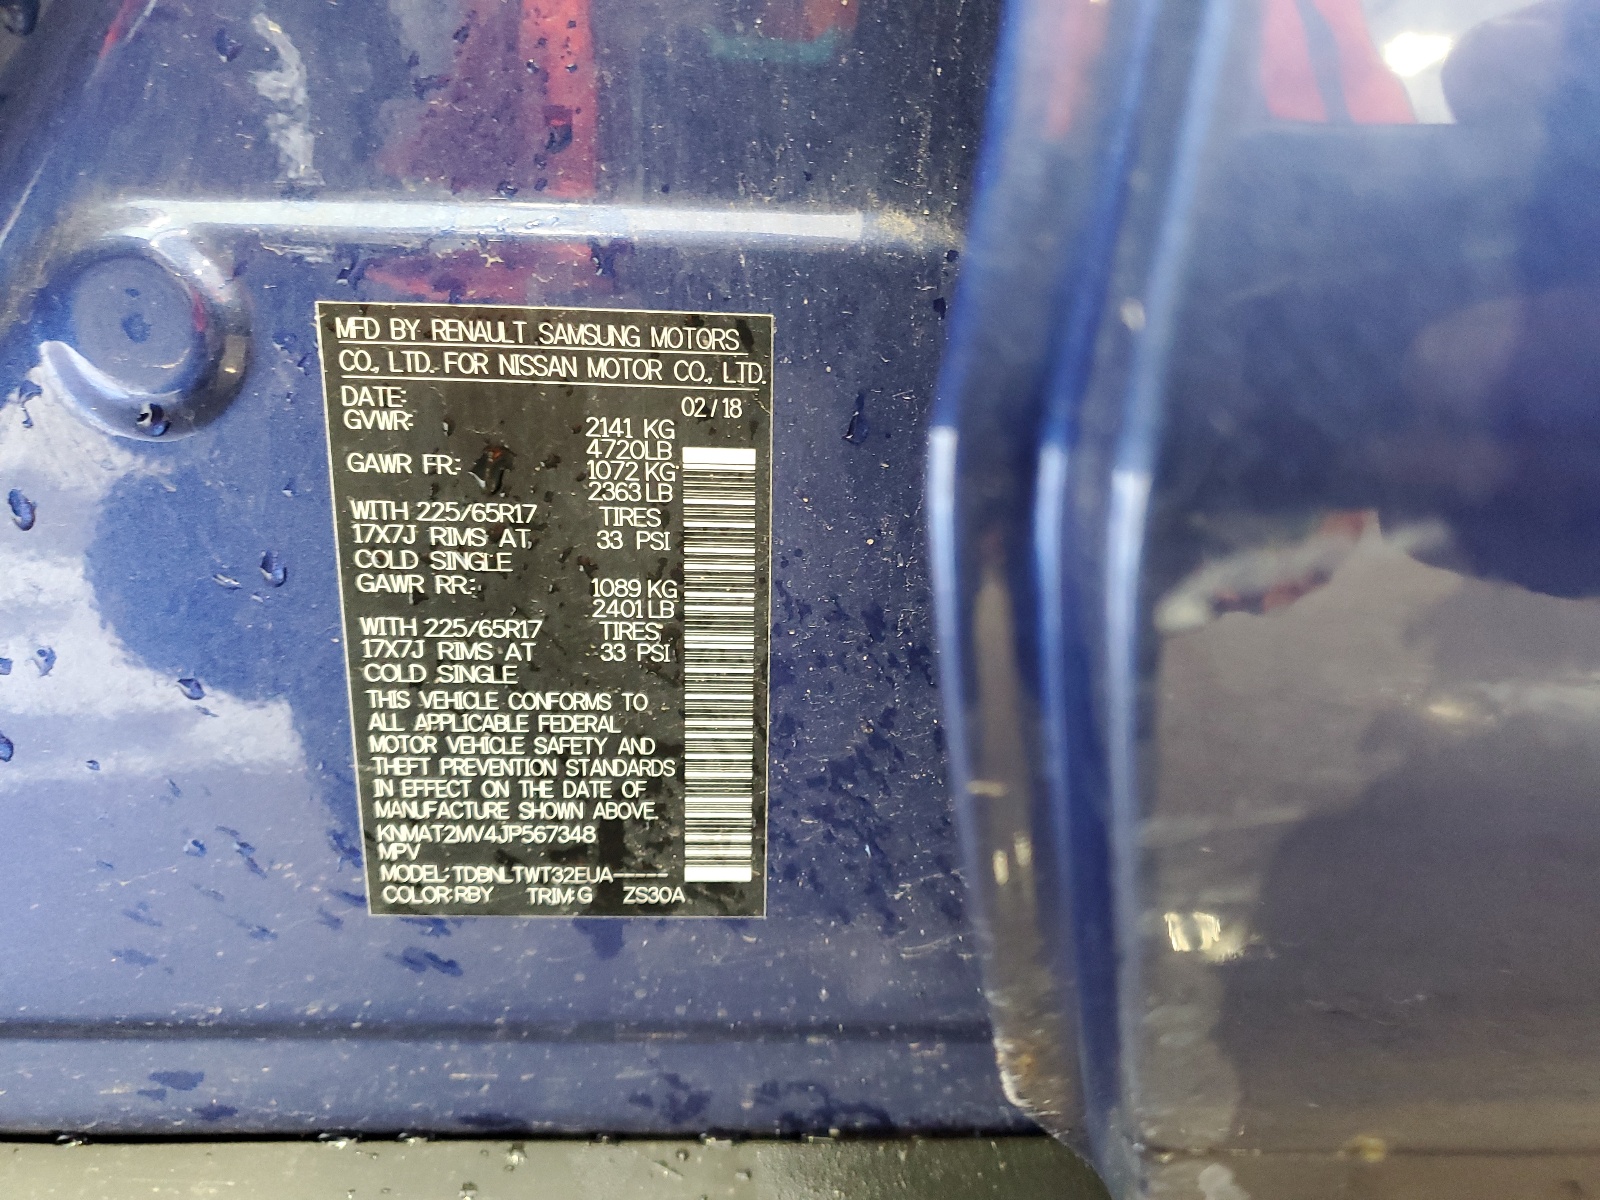 MFD BY RENAULT SAMSUNG MOTORS
CO., LTD. FOR NISSAN MOTOR CO., LTD.
DATE: 02/18
GVWR: 2141 KG
4720LB
GAWR FR: 1072 KG
2363LB
WITH 225/65R17 TIRES
17X7J RIMS AT 33 PSI
COLD SINGLE
GAWR RR: 1089 KG
2401LB
WITH 225/65R17 TIRES
17X7J RIMS AT 33 PSI
COLD SINGLE
THIS VEHICLE CONFORMS TO
ALL APPLICABLE FEDERAL
MOTOR VEHICLE SAFETY AND
THEFT PREVENTION STANDARDS
IN EFFECT ON THE DATE OF
MANUFACTURE SHOWN ABOVE.
KNMAT2MV4JP567348
MPV
MODEL: TDBNLTWT32EUA-----
COLOR:RBY TRIM:G ZS30A